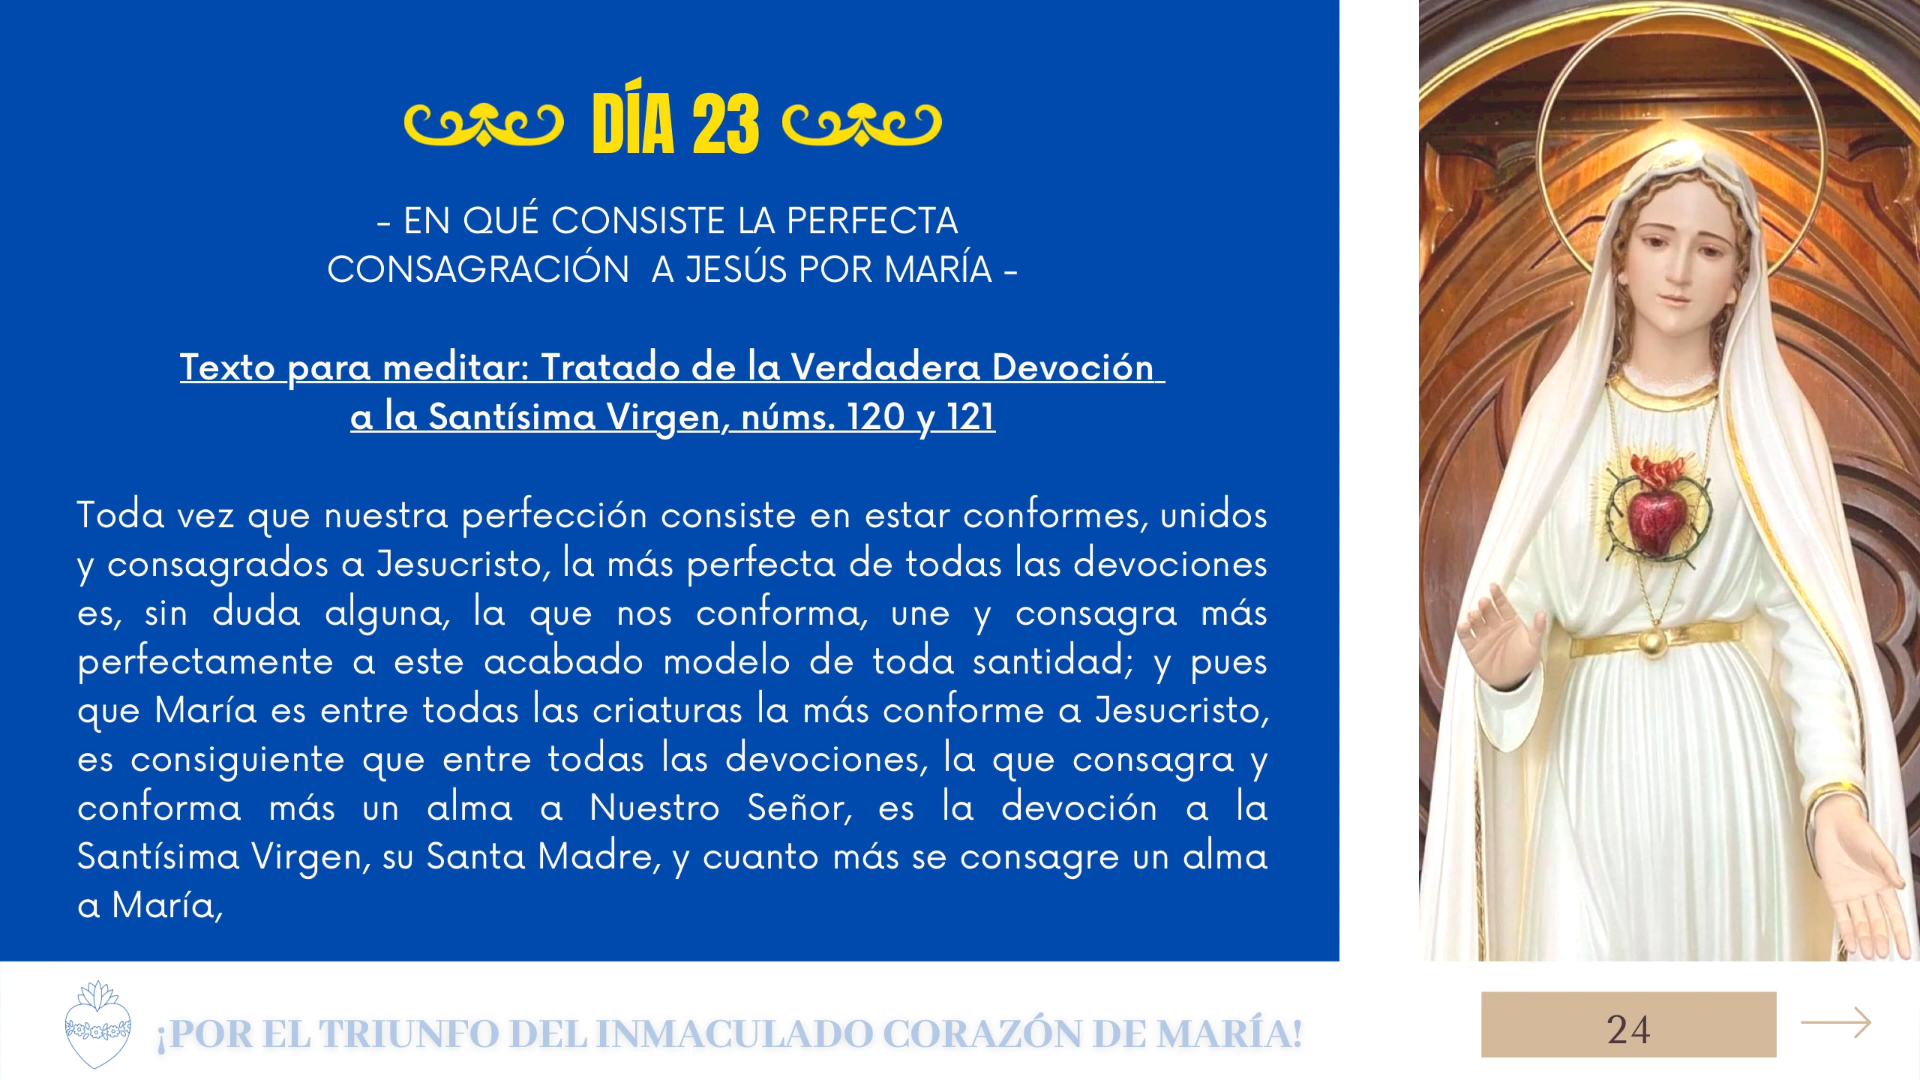 DÍA 23
- EN QUÉ CONSISTE LA PERFECTA
CONSAGRACIÓN A JESÚS POR MARÍA -
Texto para meditar: Tratado de la Verdadera Devoción
a la Santísima Virgen, núms. 120 y 121
Toda vez que nuestra perfección consiste en estar conformes, unidos
y consagrados a Jesucristo, la más perfecta de todas las devociones
es, sin duda alguna, la que nos conforma, une y consagra más
perfectamente a este acabado modelo de toda santidad; y pues
que María es entre todas las criaturas la más conforme a Jesucristo,
es consiguiente que entre todas las devociones, la que consagra y
conforma más un alma a Nuestro Señor, es la devoción a la
Santísima Virgen, su Santa Madre, y cuanto más se consagre un alma
a María,
¡POR EL TRIUNFO DEL INMACULADO CORAZÓN DE MARÍA!
24